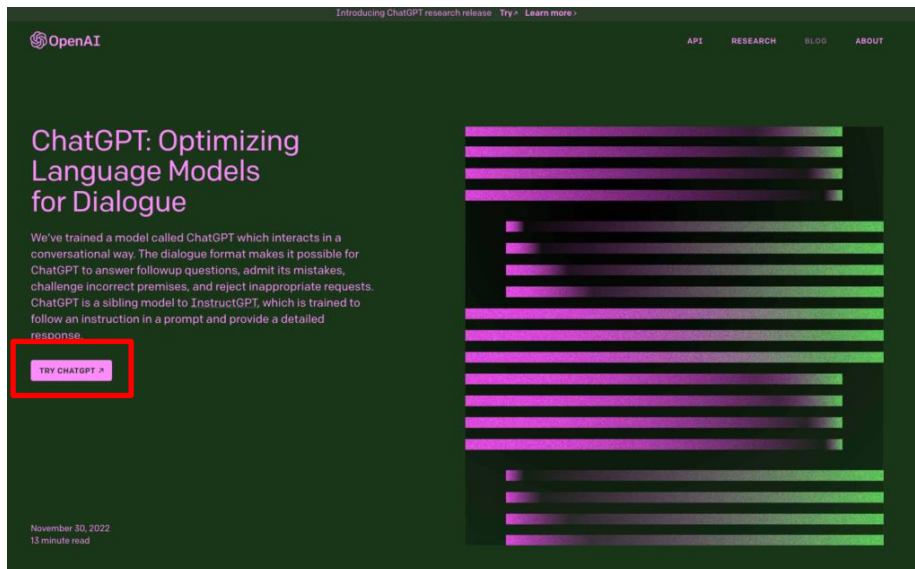 Introducing ChatGPT research release Try↗ Learn more›
OpenAI
API RESEARCH BLOG ABOUT
ChatGPT: Optimizing
Language Models
for Dialogue
We've trained a model called ChatGPT which interacts in a
conversational way. The dialogue format makes it possible for
ChatGPT to answer followup questions, admit its mistakes,
challenge incorrect premises, and reject inappropriate requests.
ChatGPT is a sibling model to InstructGPT, which is trained to
follow an instruction in a prompt and provide a detailed
response.
TRY CHATGPT ↗
November 30, 2022
13 minute read